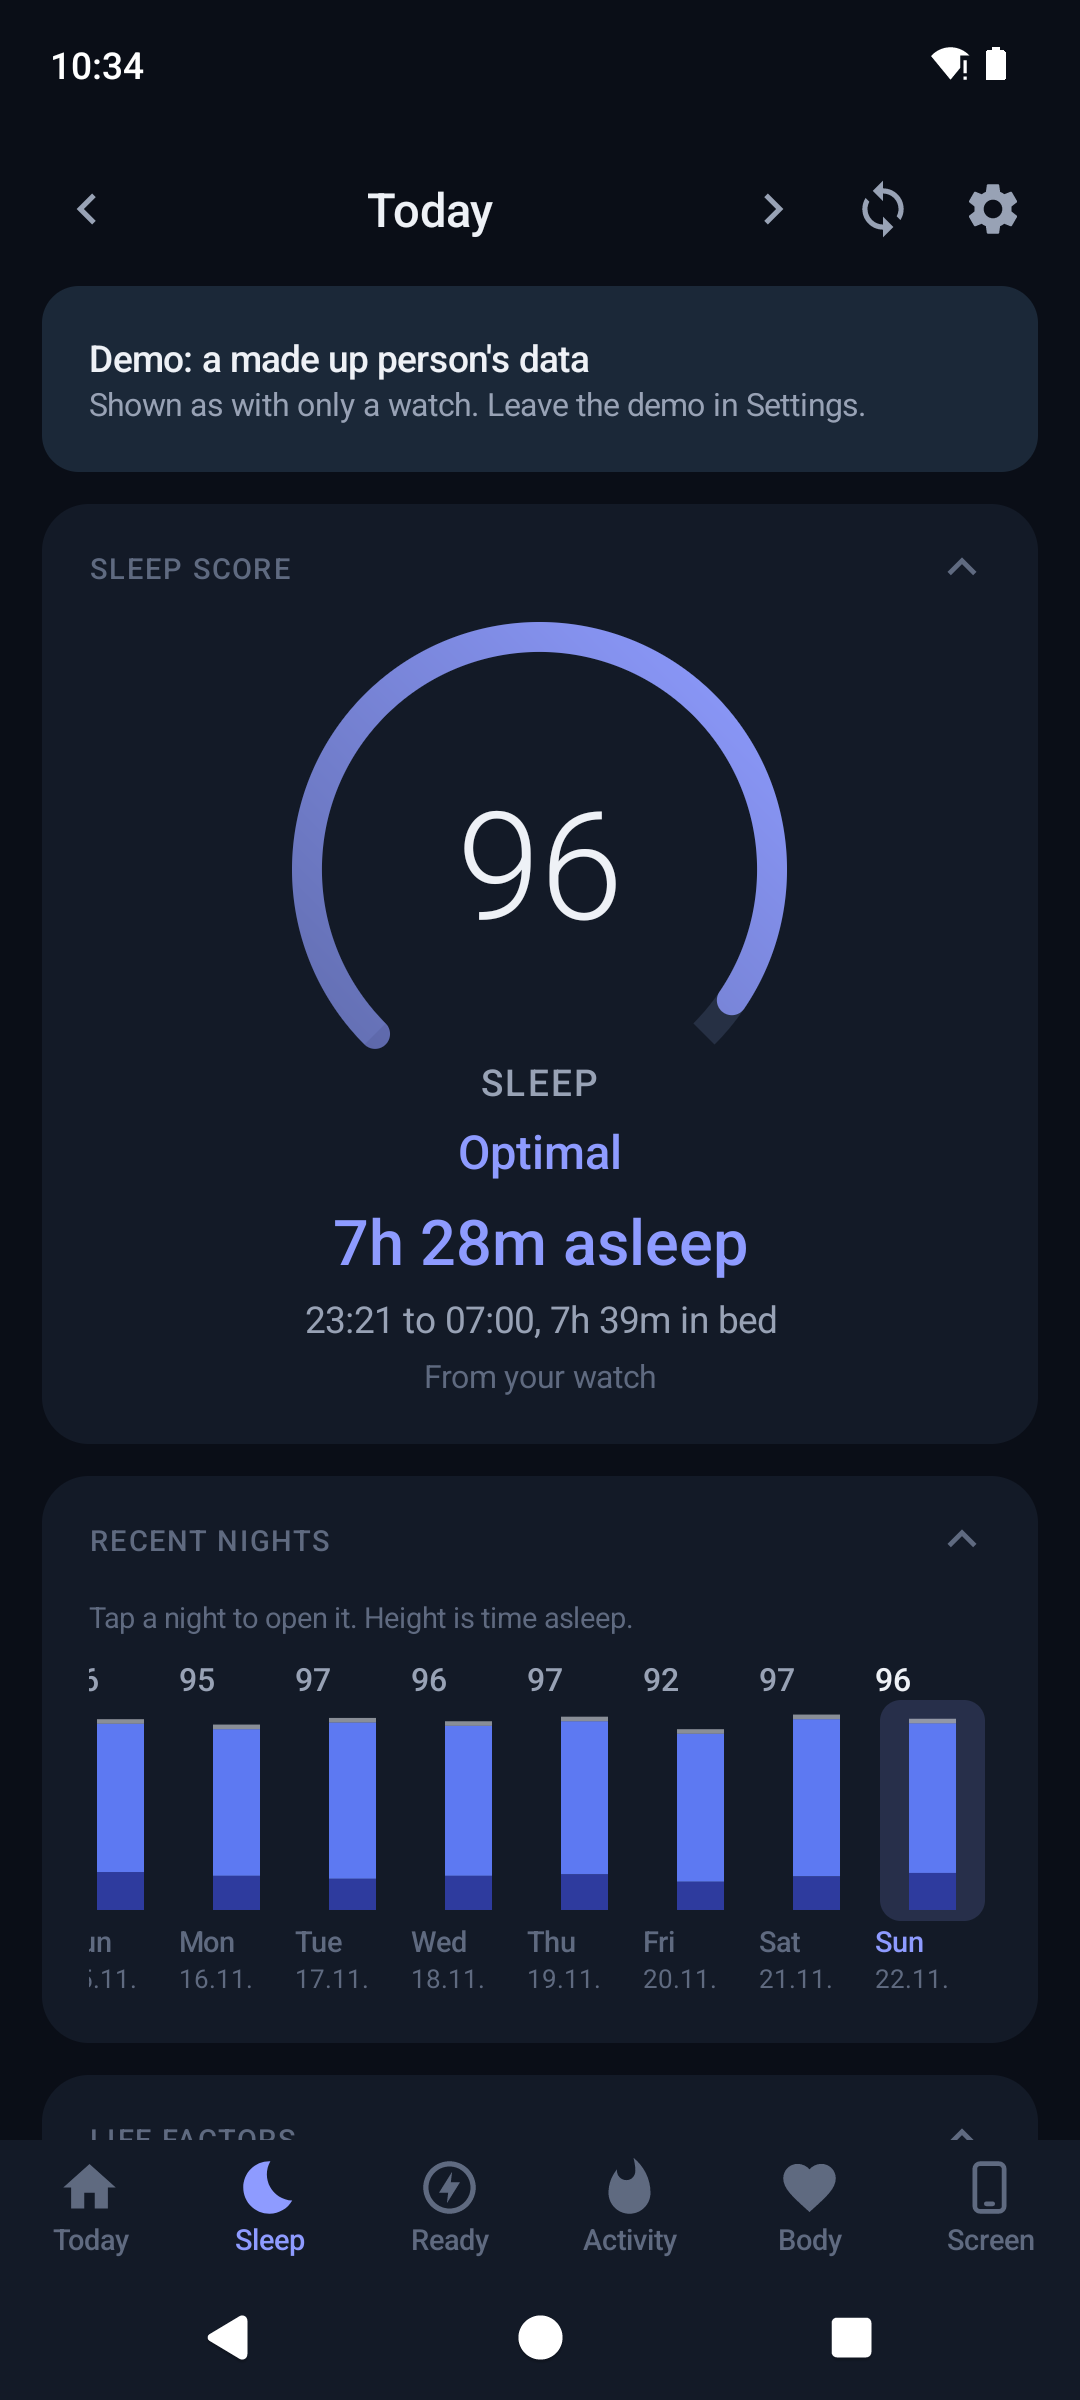 10:34
Today
Demo: a made up person's data
Shown as with only a watch. Leave the demo in Settings.
SLEEP SCORE
96
SLEEP
Optimal
7h 28m asleep
23:21 to 07:00, 7h 39m in bed
From your watch
RECENT NIGHTS
Tap a night to open it. Height is time asleep.
95 97 96 97 92 97 96
Mon Tue Wed Thu Fri Sat Sun
16.11. 17.11. 18.11. 19.11. 20.11. 21.11. 22.11.
LIFE FACTORS
Today Sleep Ready Activity Body Screen